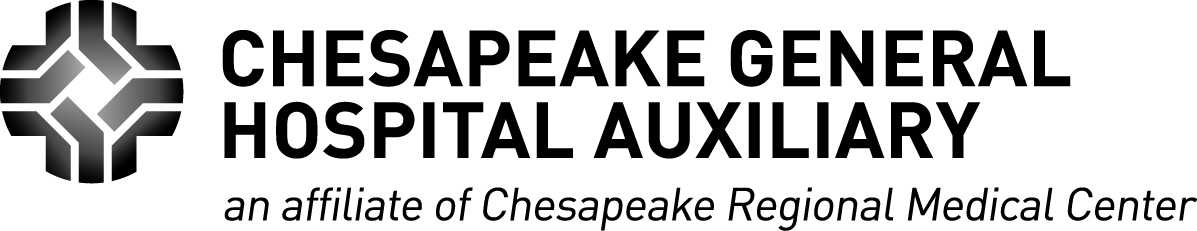 CHESAPEAKE GENERAL
HOSPITAL AUXILIARY
an affiliate of Chesapeake Regional Medical Center